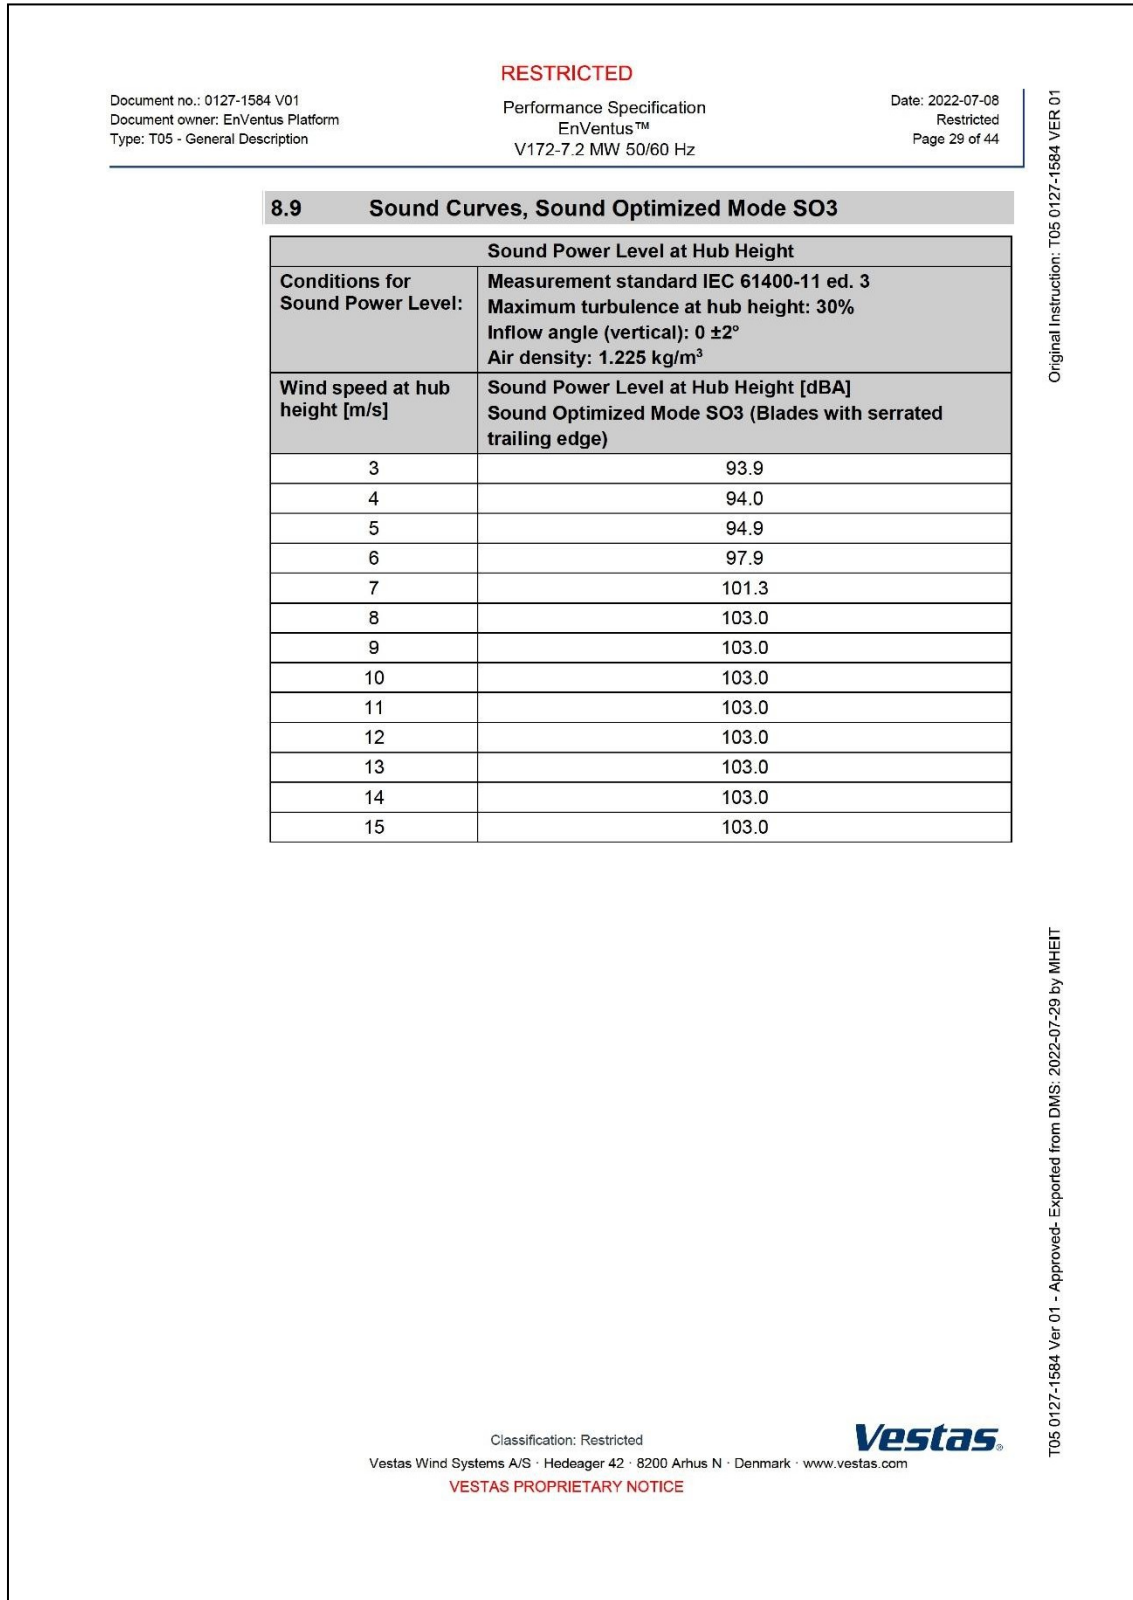 RESTRICTED
Document no.: 0127-1584 V01
Document owner: EnVentus Platform
Type: T05 - General Description
Performance Specification
EnVentus™
V172-7.2 MW 50/60 Hz
Date: 2022-07-08
Restricted
Page 29 of 44
Original Instruction: T05 0127-1584 VER 01
8.9 Sound Curves, Sound Optimized Mode SO3
Sound Power Level at Hub Height
Conditions for
Sound Power Level:
Measurement standard IEC 61400-11 ed. 3
Maximum turbulence at hub height: 30%
Inflow angle (vertical): 0 ±2º
Air density: 1.225 kg/m³
Wind speed at hub
height [m/s]
Sound Power Level at Hub Height [dBA]
Sound Optimized Mode SO3 (Blades with serrated
trailing edge)
3 93.9
4 94.0
5 94.9
6 97.9
7 101.3
8 103.0
9 103.0
10 103.0
11 103.0
12 103.0
13 103.0
14 103.0
15 103.0
T05 0127-1584 Ver 01 - Approved- Exported from DMS: 2022-07-29 by MHEIT
Classification: Restricted
Vestas®
Vestas Wind Systems A/S · Hedeager 42 · 8200 Arhus N · Denmark · www.vestas.com
VESTAS PROPRIETARY NOTICE